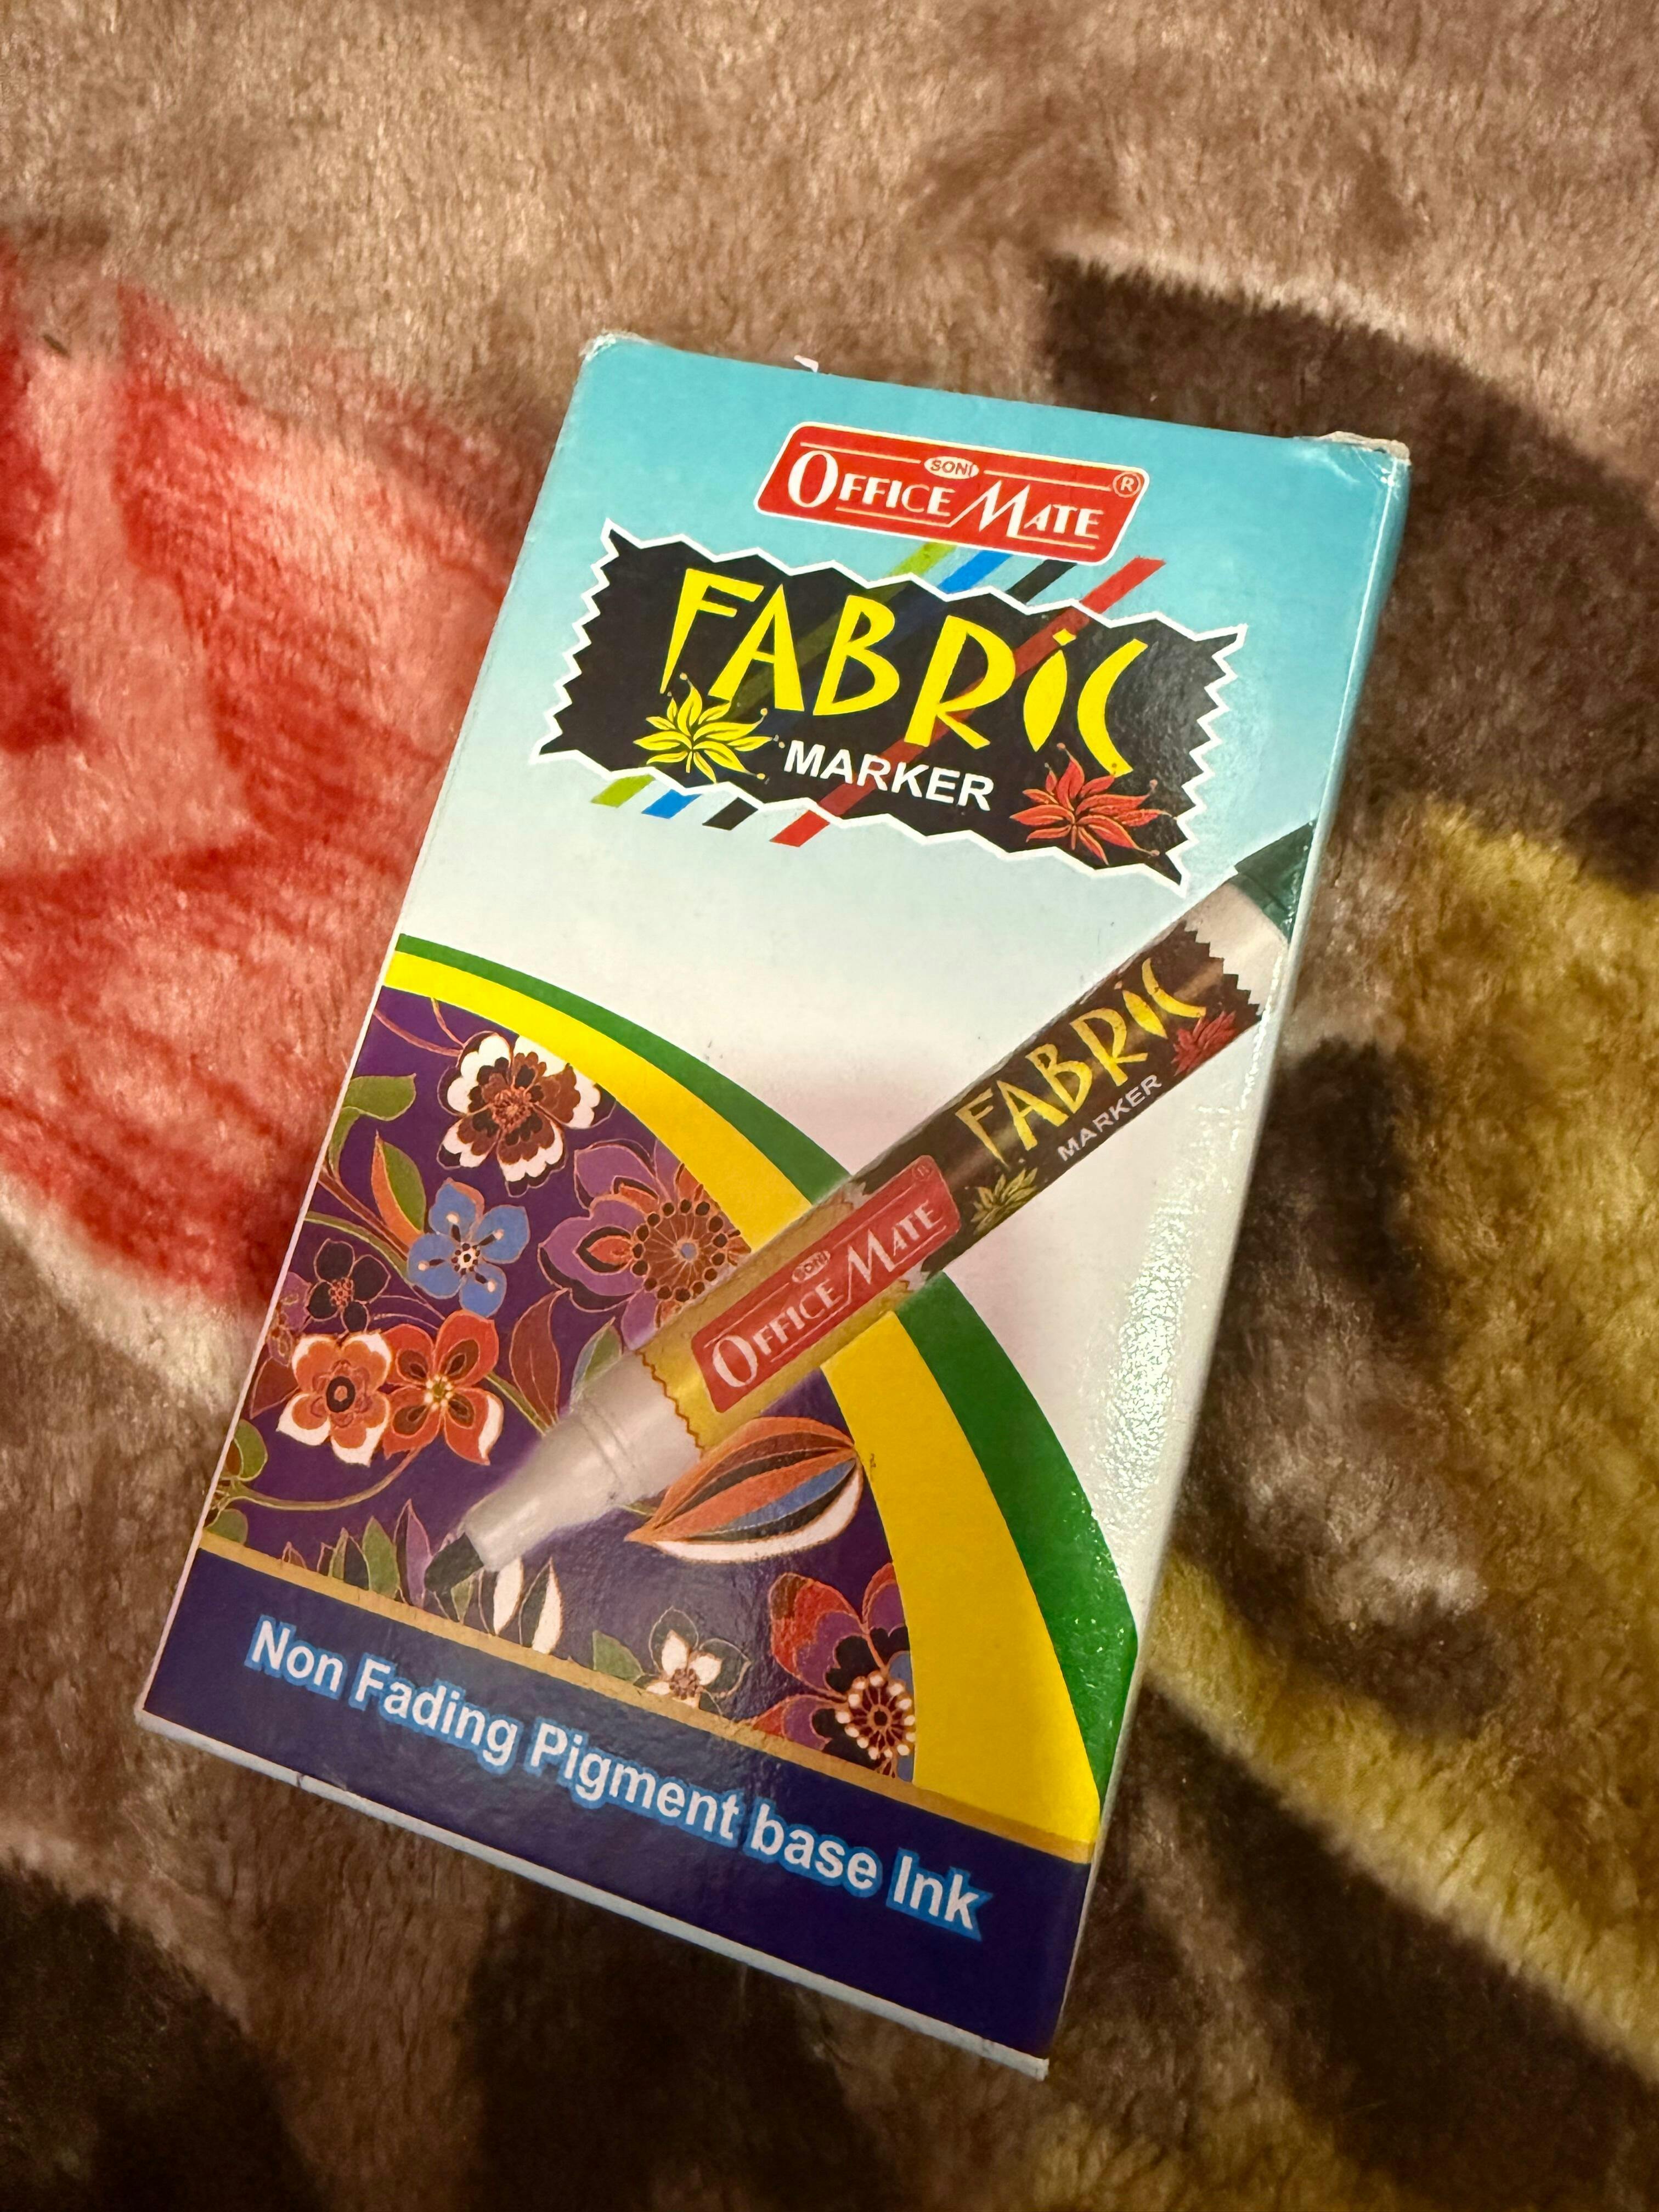 SONI
OFFICE MATE ®
FABRiC
MARKER
FABRiC
MARKER
SONI
OFFICE MATE ®
Non Fading Pigment base Ink